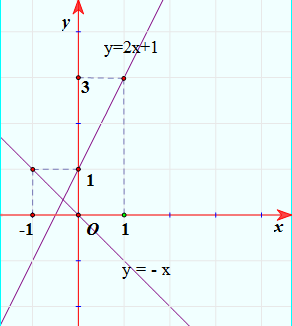 y
y=2x+1
3
1
-1 O 1 x
y = - x